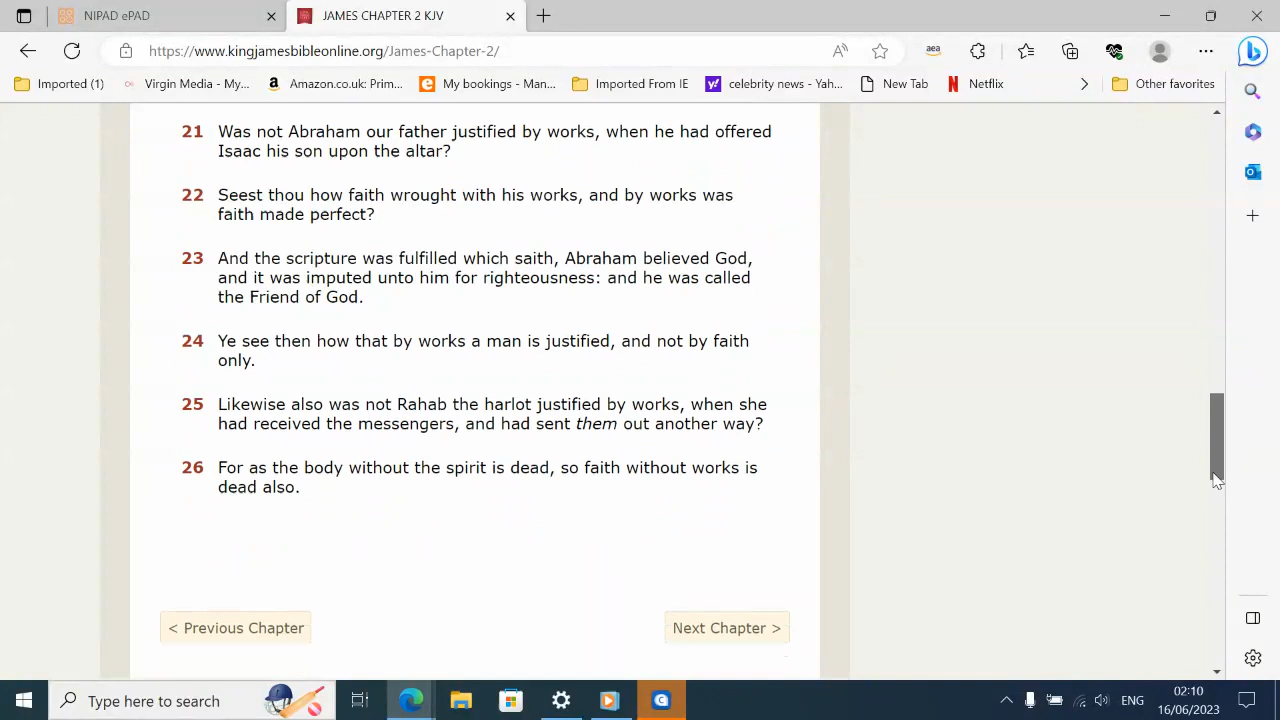 NIPAD ePAD
JAMES CHAPTER 2 KJV
https://www.kingjamesbibleonline.org/James-Chapter-2/
aea
Imported (1)
Virgin Media - My...
Amazon.co.uk: Prim...
My bookings - Man...
Imported From IE
celebrity news - Yah...
New Tab
Netflix
Other favorites
21 Was not Abraham our father justified by works, when he had offered
Isaac his son upon the altar?
22 Seest thou how faith wrought with his works, and by works was
faith made perfect?
23 And the scripture was fulfilled which saith, Abraham believed God,
and it was imputed unto him for righteousness: and he was called
the Friend of God.
24 Ye see then how that by works a man is justified, and not by faith
only.
25 Likewise also was not Rahab the harlot justified by works, when she
had received the messengers, and had sent them out another way?
26 For as the body without the spirit is dead, so faith without works is
dead also.
< Previous Chapter
Next Chapter >
Type here to search
ENG
02:10
16/06/2023